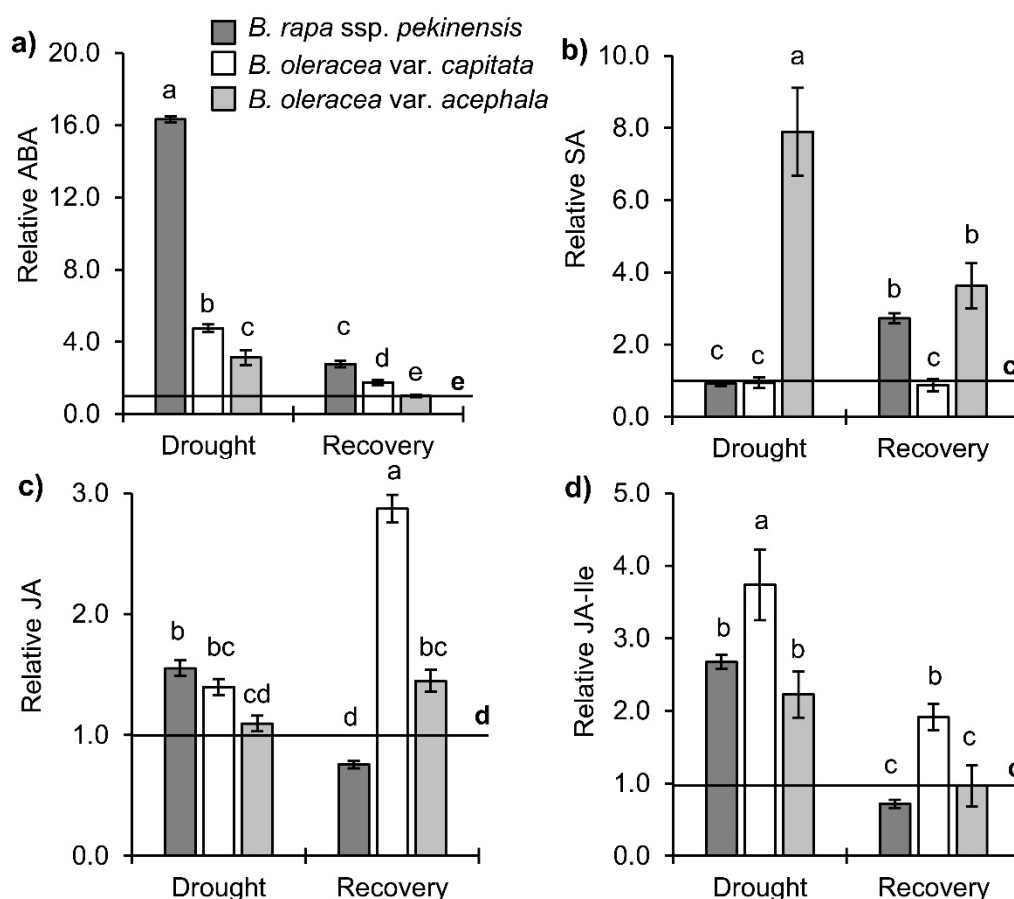 a)
B. rapa ssp. pekinensis
B. oleracea var. capitata
B. oleracea var. acephala
Relative ABA
20.0
16.0
12.0
8.0
4.0
0.0
a
b
c
c
d
e
e
Drought Recovery
b)
Relative SA
10.0
8.0
6.0
4.0
2.0
0.0
c
c
a
b
c
b
c
Drought Recovery
c)
Relative JA
3.0
2.0
1.0
0.0
b
bc
cd
d
a
bc
d
Drought Recovery
d)
Relative JA-Ile
5.0
4.0
3.0
2.0
1.0
0.0
b
a
b
c
b
c
c
Drought Recovery